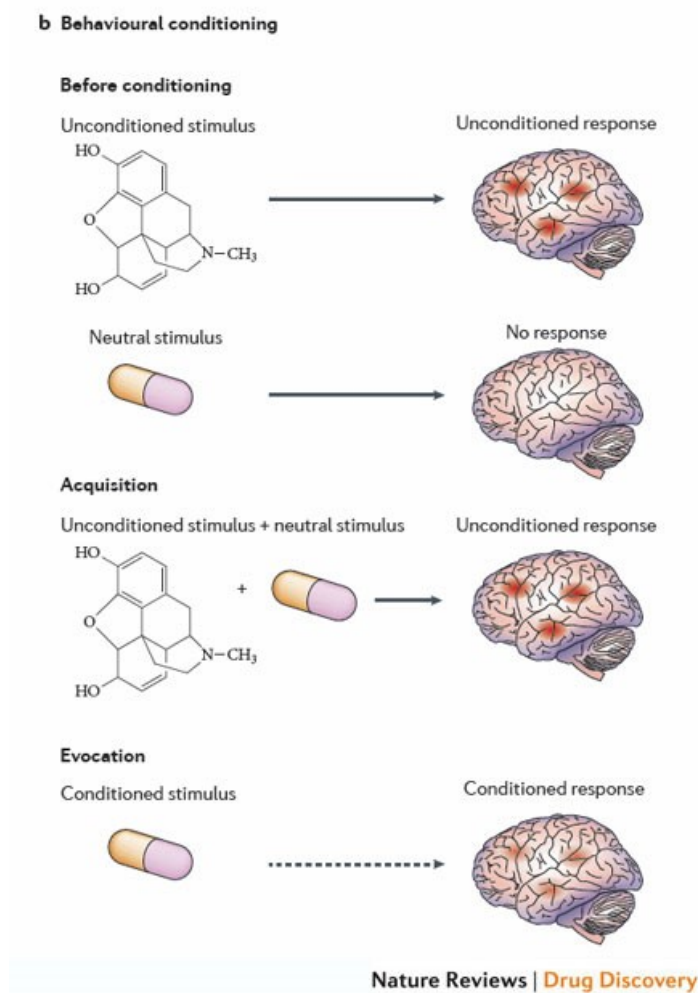 b Behavioural conditioning
Before conditioning
Unconditioned stimulus
Unconditioned response
HO
O
N–CH₃
HO
Neutral stimulus
No response
Acquisition
Unconditioned stimulus + neutral stimulus
Unconditioned response
HO
+
O
N–CH₃
HO
Evocation
Conditioned stimulus
Conditioned response
Nature Reviews | Drug Discovery